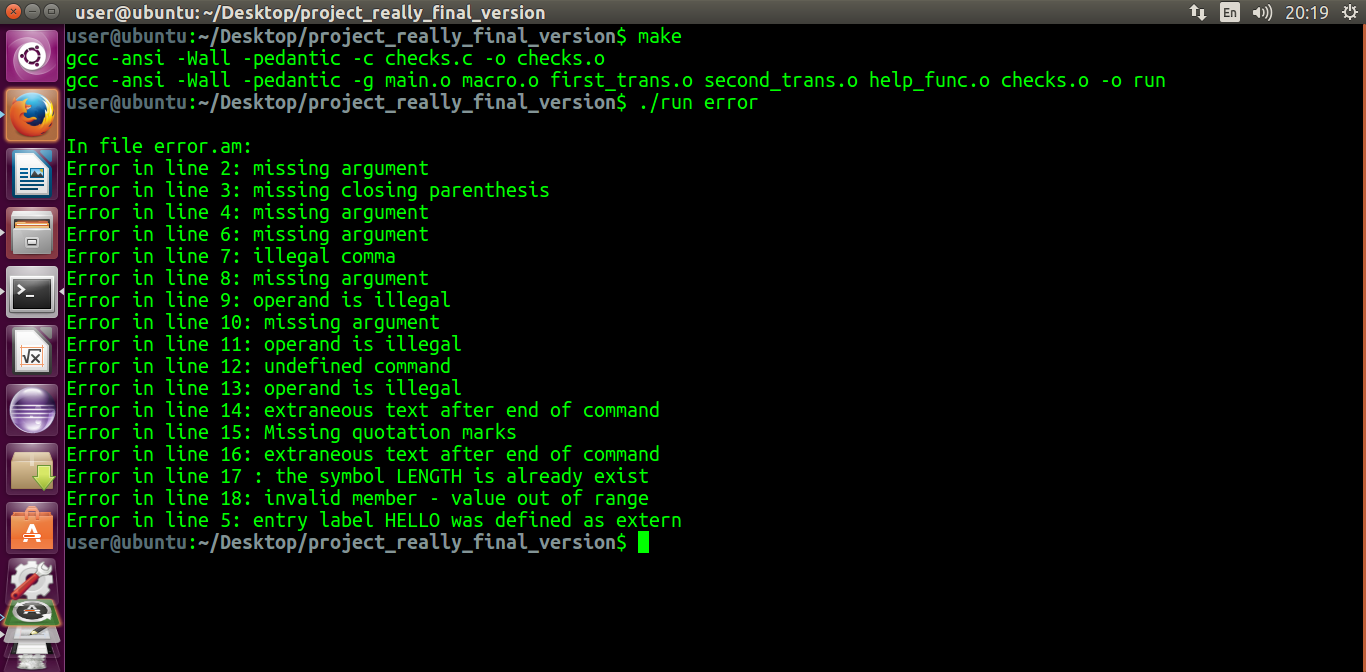 user@ubuntu:~/Desktop/project_really_final_version
En
20:19
user@ubuntu:~/Desktop/project_really_final_version$ make
gcc -ansi -Wall -pedantic -c checks.c -o checks.o
gcc -ansi -Wall -pedantic -g main.o macro.o first_trans.o second_trans.o help_func.o checks.o -o run
user@ubuntu:~/Desktop/project_really_final_version$ ./run error
In file error.am:
Error in line 2: missing argument
Error in line 3: missing closing parenthesis
Error in line 4: missing argument
Error in line 6: missing argument
Error in line 7: illegal comma
Error in line 8: missing argument
Error in line 9: operand is illegal
Error in line 10: missing argument
Error in line 11: operand is illegal
Error in line 12: undefined command
Error in line 13: operand is illegal
Error in line 14: extraneous text after end of command
Error in line 15: Missing quotation marks
Error in line 16: extraneous text after end of command
Error in line 17 : the symbol LENGTH is already exist
Error in line 18: invalid member - value out of range
Error in line 5: entry label HELLO was defined as extern
user@ubuntu:~/Desktop/project_really_final_version$